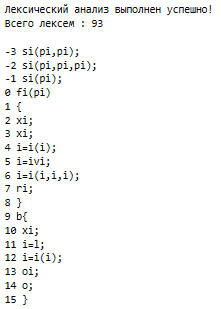 Лексический анализ выполнен успешно!
Всего лексем : 93
-3 si(pi,pi);
-2 si(pi,pi,pi);
-1 si(pi);
0 fi(pi)
1 {
2 xi;
3 xi;
4 i=i(i);
5 i=ivi;
6 i=i(i,i,i);
7 ri;
8 }
9 b{
10 xi;
11 i=l;
12 i=i(i);
13 oi;
14 o;
15 }